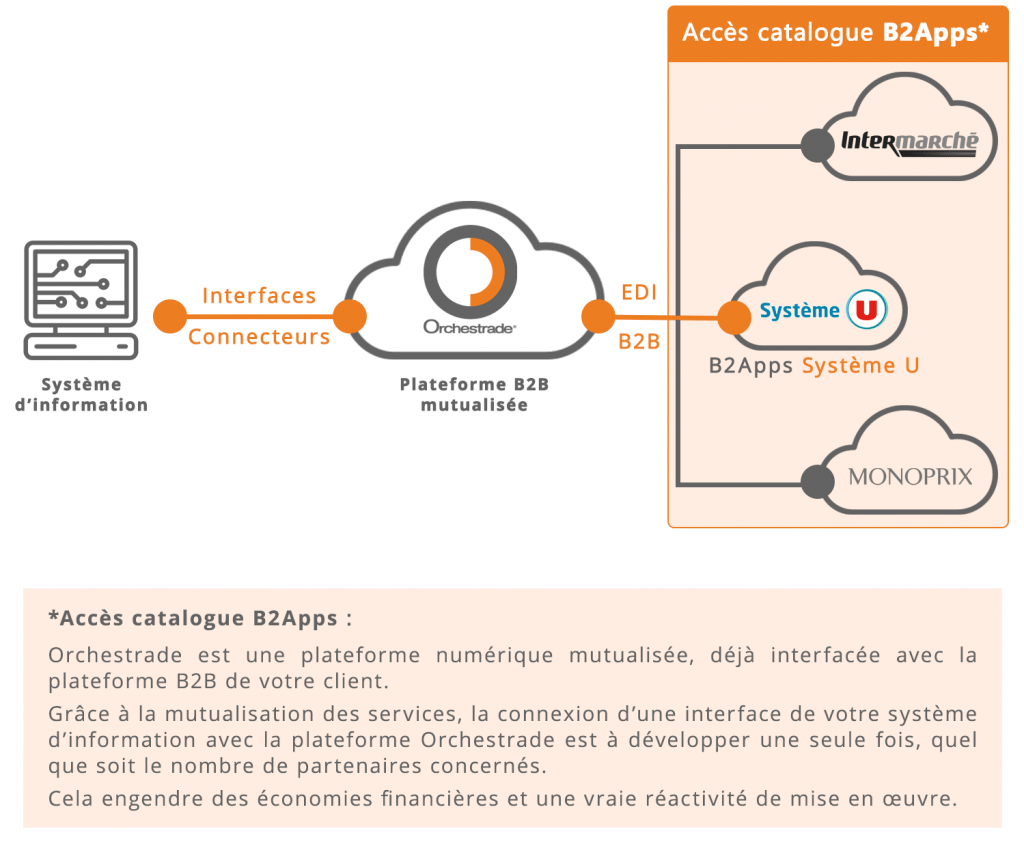 Accès catalogue B2Apps*
Intermarché
Interfaces
Connecteurs
Orchestrade®
EDI
B2B
Système U
B2Apps Système U
Système
d’information
Plateforme B2B
mutualisée
MONOPRIX
*Accès catalogue B2Apps :
Orchestrade est une plateforme numérique mutualisée, déjà interfacée avec la
plateforme B2B de votre client.
Grâce à la mutualisation des services, la connexion d’une interface de votre système
d’information avec la plateforme Orchestrade est à développer une seule fois, quel
que soit le nombre de partenaires concernés.
Cela engendre des économies financières et une vraie réactivité de mise en œuvre.